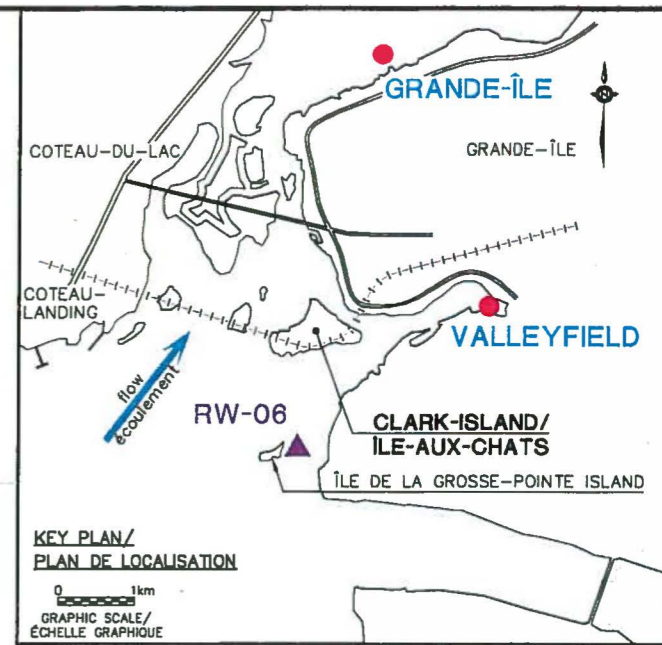 GRANDE-ÎLE
COTEAU-DU-LAC
GRANDE-ÎLE
COTEAU-
LANDING
VALLEYFIELD
flow
écoulement
RW-06
CLARK-ISLAND/
ÎLE-AUX-CHATS
ÎLE DE LA GROSSE-POINTE ISLAND
KEY PLAN/
PLAN DE LOCALISATION
0 1km
GRAPHIC SCALE/
ÉCHELLE GRAPHIQUE